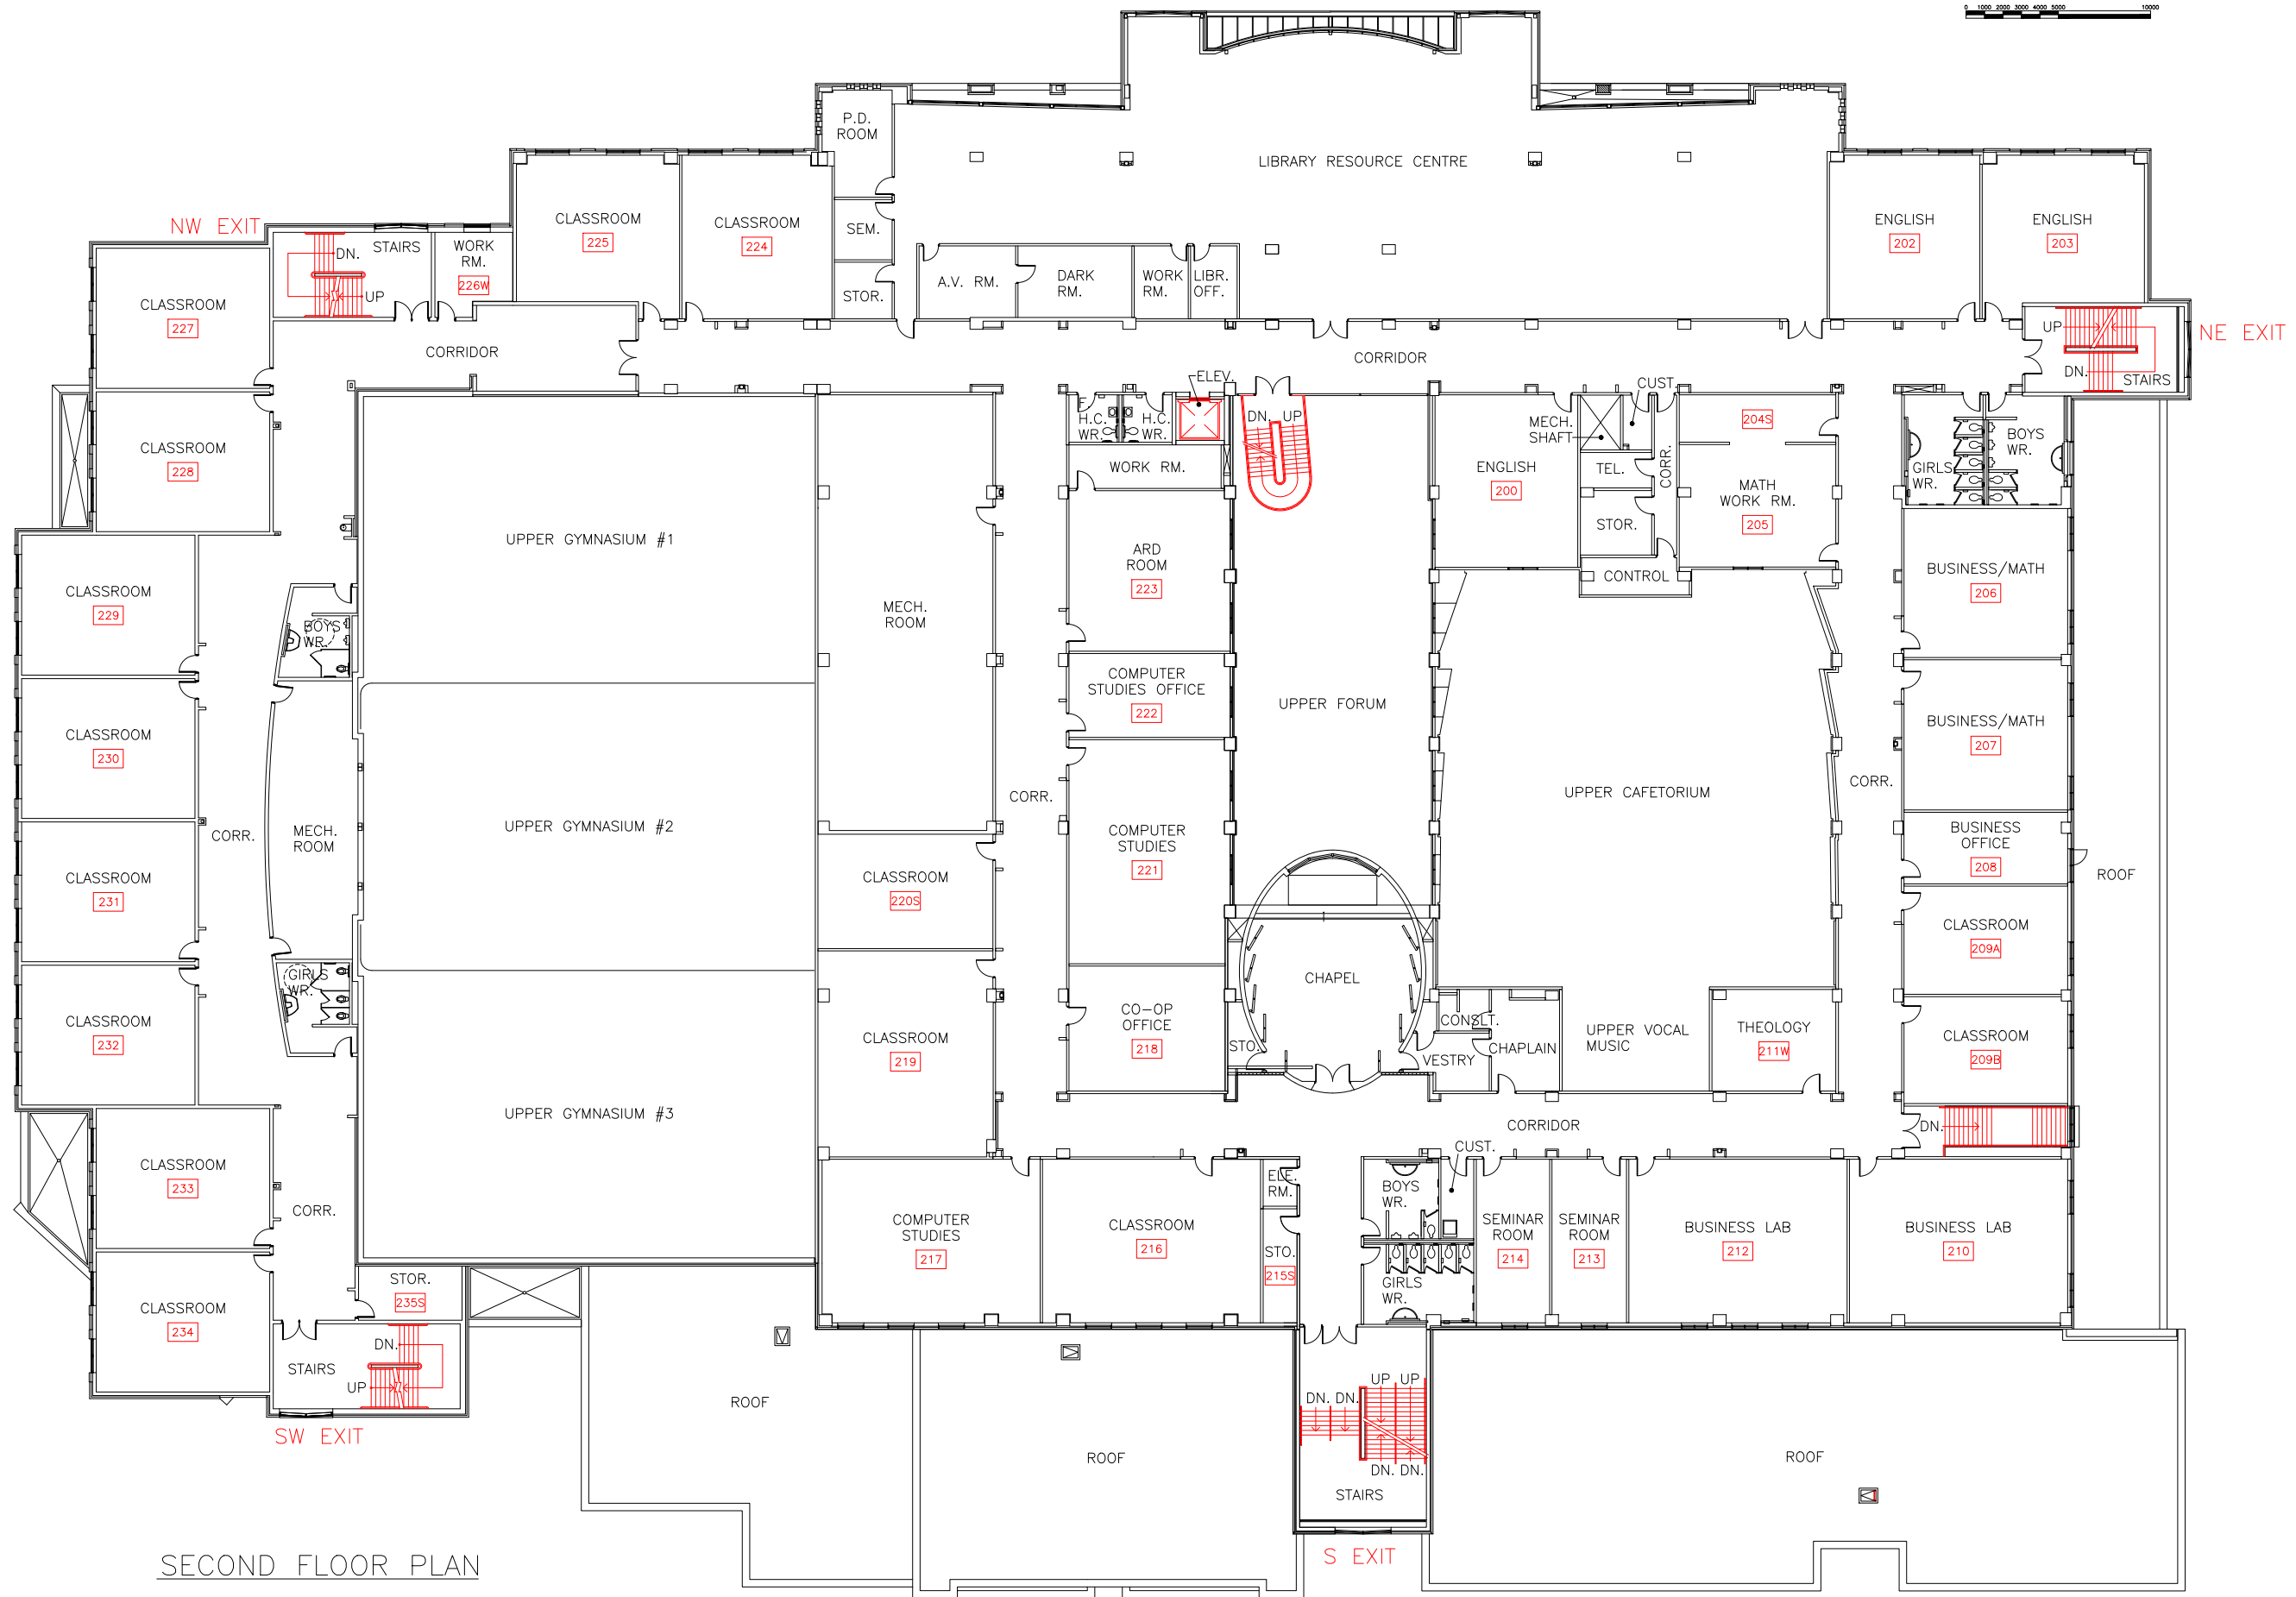 0 1000 2000 3000 4000 5000 10000
P.D.
ROOM
LIBRARY RESOURCE CENTRE
NW EXIT
STAIRS
DN.
UP
WORK
RM.
226W
CLASSROOM
225
CLASSROOM
224
SEM.
STOR.
A.V. RM.
DARK
RM.
WORK
RM.
LIBR.
OFF.
ENGLISH
202
ENGLISH
203
CLASSROOM
227
CORRIDOR
CORRIDOR
UP
DN.
STAIRS
NE EXIT
CLASSROOM
228
F.
H.C.
WR.
H.C.
WR.
ELEV.
DN. UP
MECH.
SHAFT
CUST.
204S
CORR.
TEL.
STOR.
ENGLISH
200
MATH
WORK RM.
205
GIRLS
WR.
BOYS
WR.
WORK RM.
UPPER GYMNASIUM #1
ARD
ROOM
223
CONTROL
BUSINESS/MATH
206
CLASSROOM
229
BOYS
WR.
MECH.
ROOM
COMPUTER
STUDIES OFFICE
222
UPPER FORUM
BUSINESS/MATH
207
CLASSROOM
230
CORR.
MECH.
ROOM
UPPER GYMNASIUM #2
CORR.
COMPUTER
STUDIES
221
UPPER CAFETORIUM
CORR.
BUSINESS
OFFICE
208
ROOF
CLASSROOM
231
CLASSROOM
220S
CLASSROOM
209A
GIRLS
WR.
CHAPEL
CLASSROOM
232
CLASSROOM
219
CO-OP
OFFICE
218
STO.
CONSLT.
VESTRY
CHAPLAIN
UPPER VOCAL
MUSIC
THEOLOGY
211W
CLASSROOM
209B
UPPER GYMNASIUM #3
CORRIDOR
DN.
CLASSROOM
233
CORR.
COMPUTER
STUDIES
217
CLASSROOM
216
ELE.
RM.
STO.
215S
BOYS
WR.
CUST.
GIRLS
WR.
SEMINAR
ROOM
214
SEMINAR
ROOM
213
BUSINESS LAB
212
BUSINESS LAB
210
CLASSROOM
234
STOR.
235S
STAIRS
DN.
UP
SW EXIT
ROOF
ROOF
DN. DN.
UP UP
DN. DN.
STAIRS
ROOF
S EXIT
SECOND FLOOR PLAN